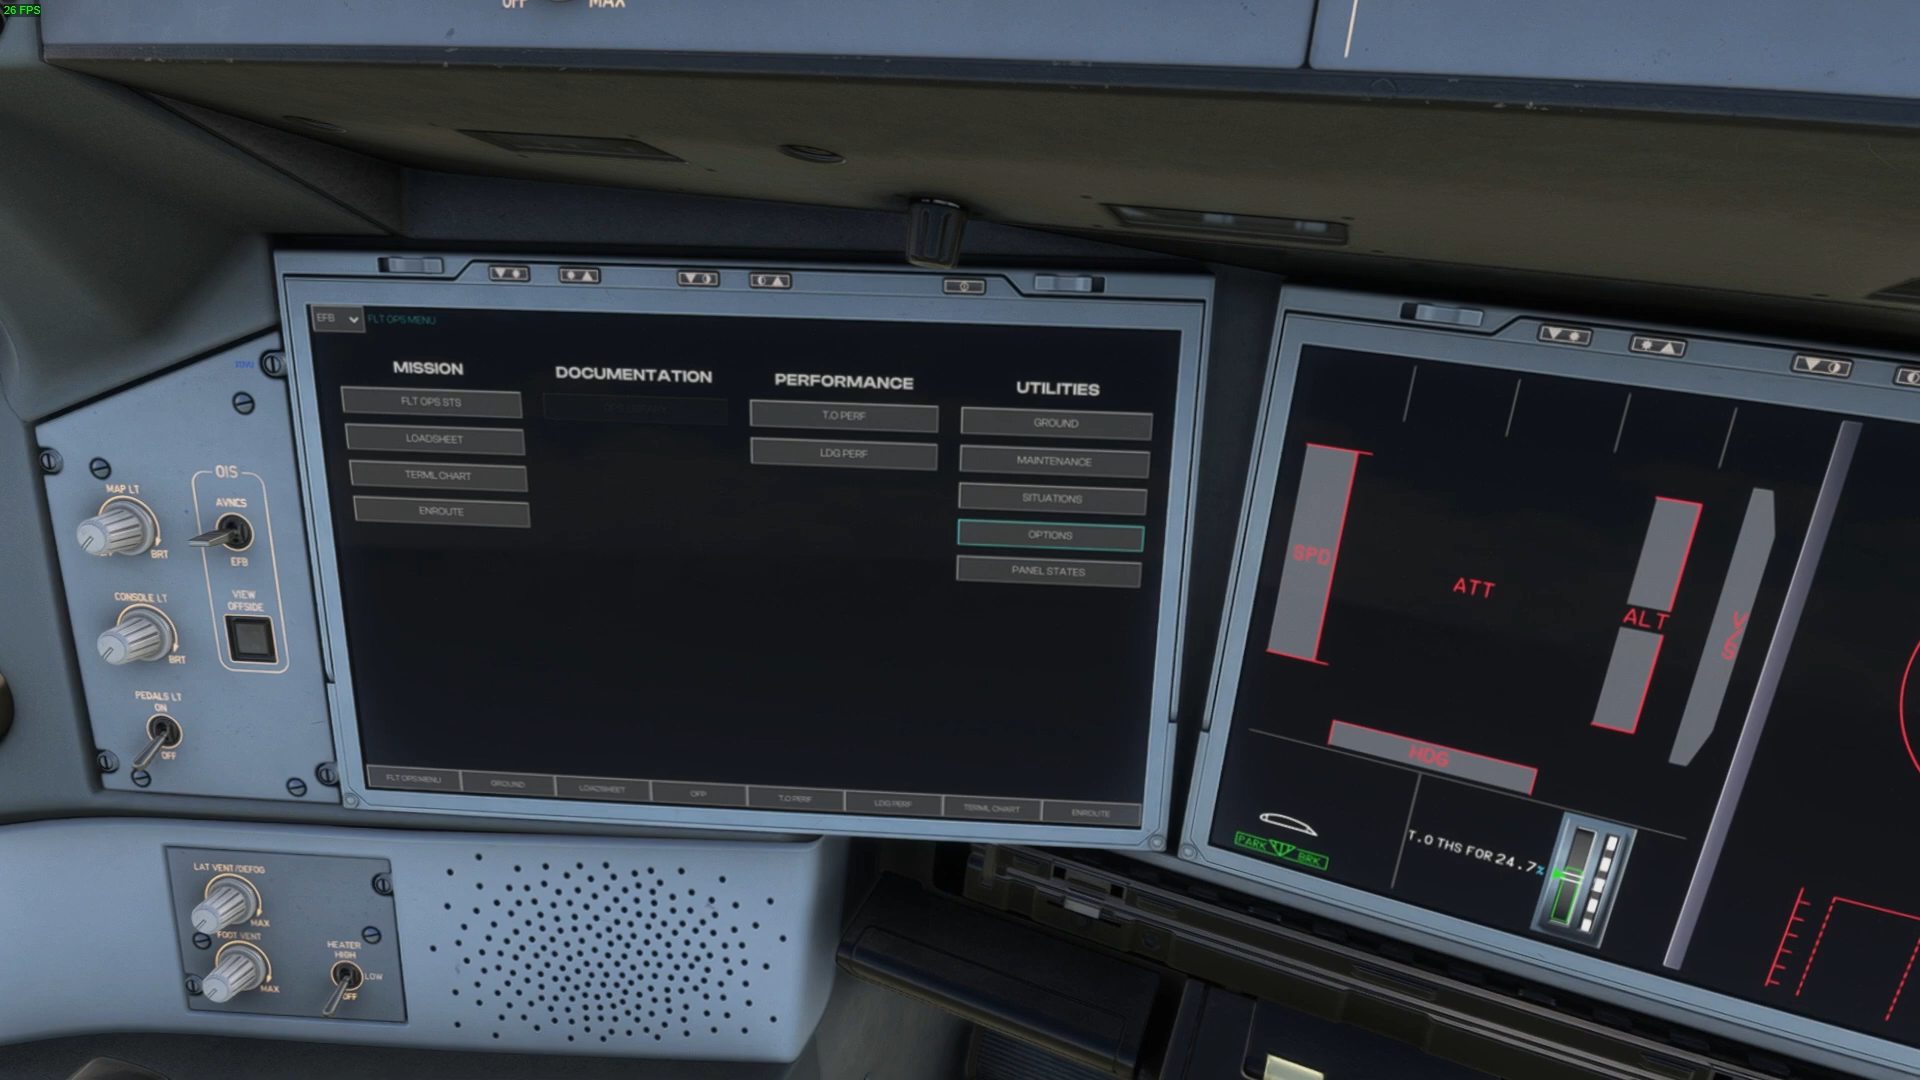 26 FPS
OFF
MAX
EFB
FLT OPS MENU
MISSION
FLT OPS STS
LOADSHEET
TERML CHART
ENROUTE
DOCUMENTATION
PERFORMANCE
T.O PERF
LDG PERF
UTILITIES
GROUND
MAINTENANCE
SITUATIONS
OPTIONS
PANEL STATES
FLT OPS MENU
GROUND
LOADSHEET
OFP
T.O PERF
LDG PERF
TERML CHART
ENROUTE
OIS
AVNCS
EFB
VIEW
OFFSIDE
MAP LT
BRT
CONSOLE LT
BRT
PEDALS LT
ON
OFF
LAT VENT/DEFOG
MAX
FOOT VENT
MAX
HEATER
HIGH
LOW
OFF
SPD
ATT
ALT
V/S
HDG
PARK BRK
T.O THS FOR 24.7%